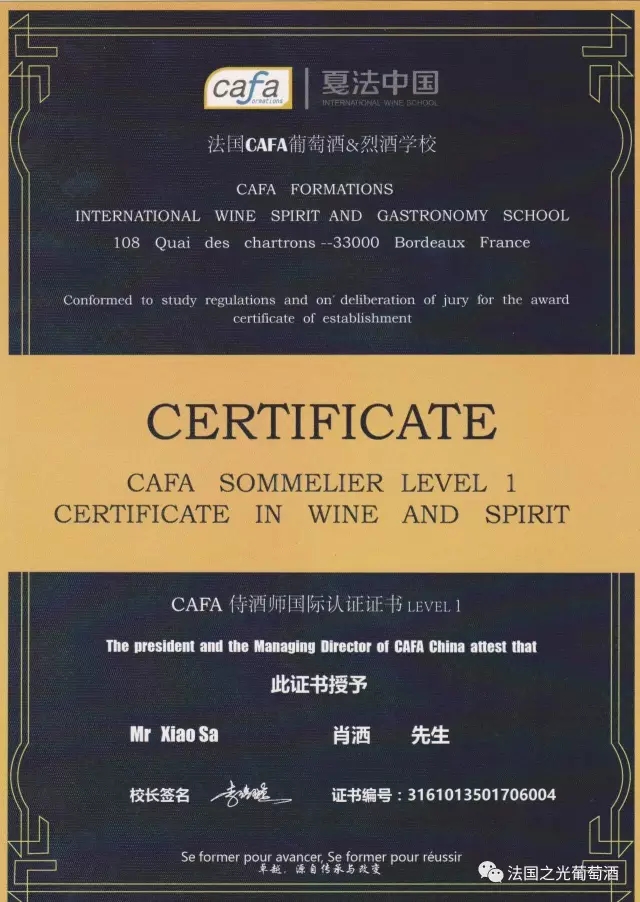 cafa
formations
戛法中国
INTERNATIONAL WINE SCHOOL
法国CAFA葡萄酒&烈酒学校
CAFA FORMATIONS
INTERNATIONAL WINE SPIRIT AND GASTRONOMY SCHOOL
108 Quai des chartrons --33000 Bordeaux France
Conformed to study regulations and on' deliberation of jury for the award
certificate of establishment
CERTIFICATE
CAFA SOMMELIER LEVEL 1
CERTIFICATE IN WINE AND SPIRIT
CAFA 侍酒师国际认证证书 LEVEL 1
The president and the Managing Director of CAFA China attest that
此证书授予
Mr Xiao Sa 肖洒 先生
校长签名 证书编号：3161013501706004
Se former pour avancer, Se former pour réussir
卓越，源自传承与改变
法国之光葡萄酒